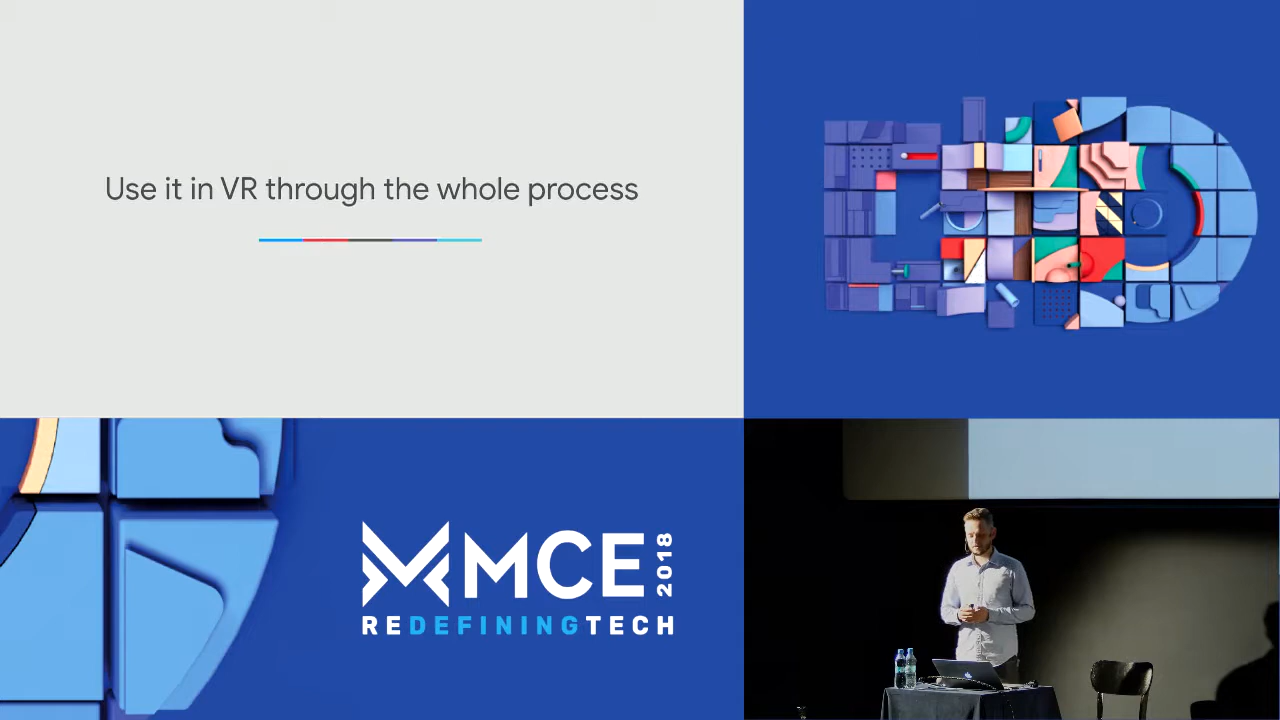 Use it in VR through the whole process
MCE 2018
REDEFININGTECH